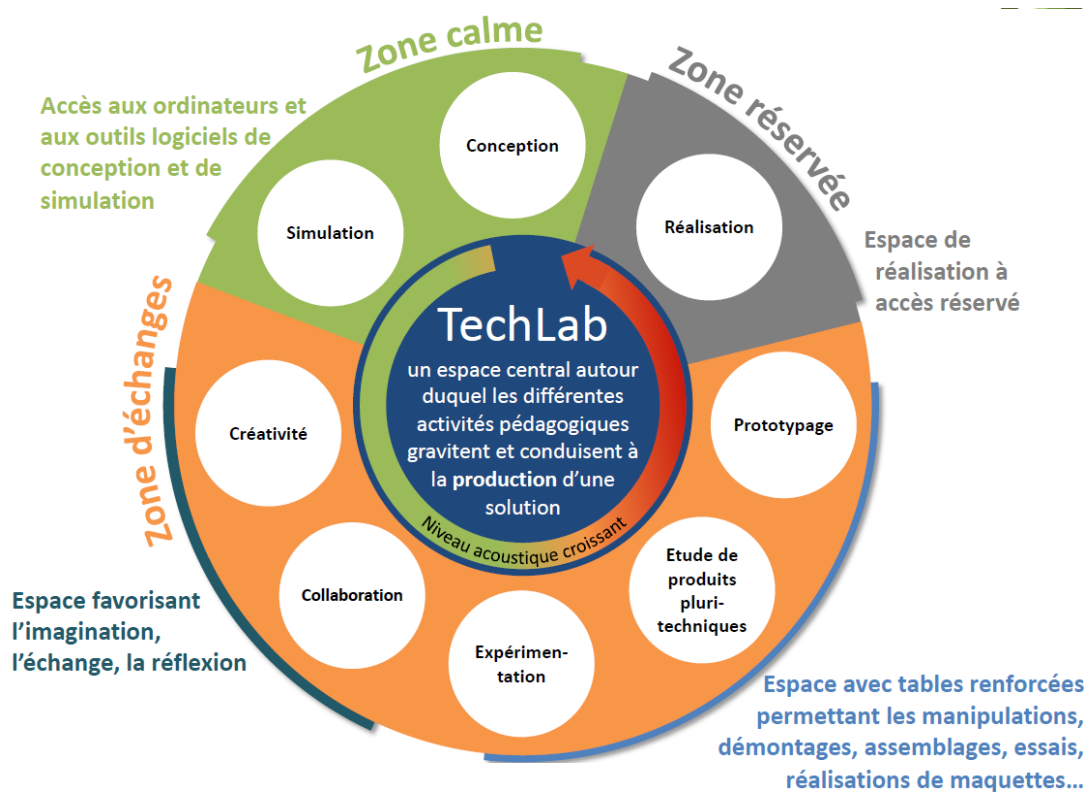 Zone calme
Zone réservée
Accès aux ordinateurs et
aux outils logiciels de
conception et de
simulation
Conception
Simulation
Réalisation
Espace de
réalisation à
accès réservé
Zone d'échanges
TechLab
un espace central autour
duquel les différentes
activités pédagogiques
gravitent et conduisent à
la production d'une
solution
Niveau acoustique croissant
Créativité
Prototypage
Collaboration
Etude de
produits
pluri-
techniques
Expérimen-
tation
Espace favorisant
l'imagination,
l'échange, la réflexion
Espace avec tables renforcées
permettant les manipulations,
démontages, assemblages, essais,
réalisations de maquettes…